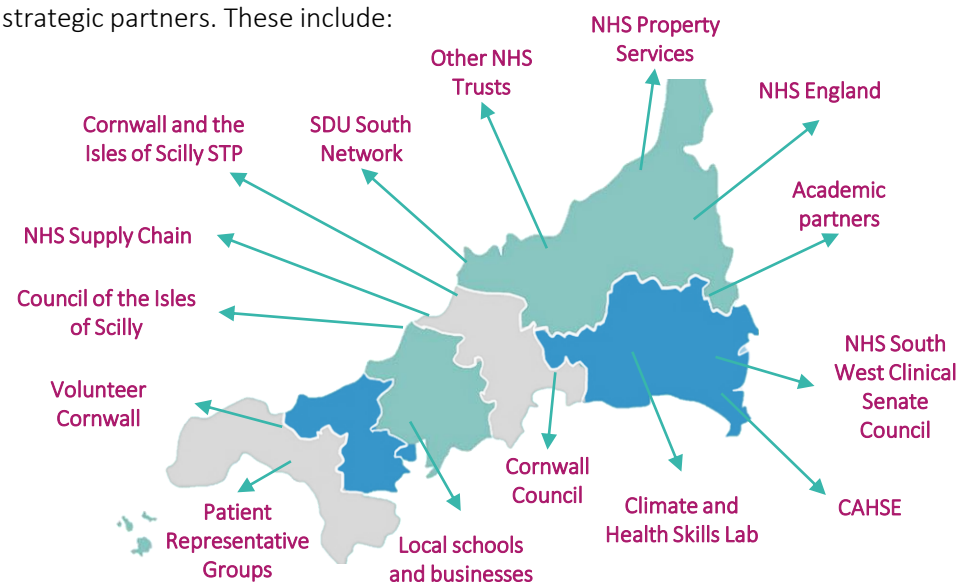 strategic partners. These include:
NHS Property
Services
Other NHS
Trusts
NHS England
Cornwall and the
Isles of Scilly STP
SDU South
Network
Academic
partners
NHS Supply Chain
Council of the Isles
of Scilly
NHS South
West Clinical
Senate
Council
Volunteer
Cornwall
Cornwall
Council
Climate and
Health Skills Lab
CAHSE
Patient
Representative
Groups
Local schools
and businesses